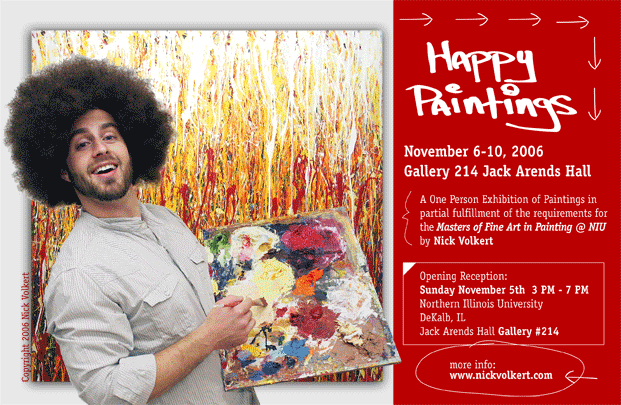 Happy
Paintings
November 6-10, 2006
Gallery 214 Jack Arends Hall
A One Person Exhibition of Paintings in
partial fulfillment of the requirements for
the Masters of Fine Art in Painting @ NIU
by Nick Volkert
Opening Reception:
Sunday November 5th 3 PM - 7 PM
Northern Illinois University
DeKalb, IL
Jack Arends Hall Gallery #214
more info:
www.nickvolkert.com
Copyright 2006 Nick Volkert